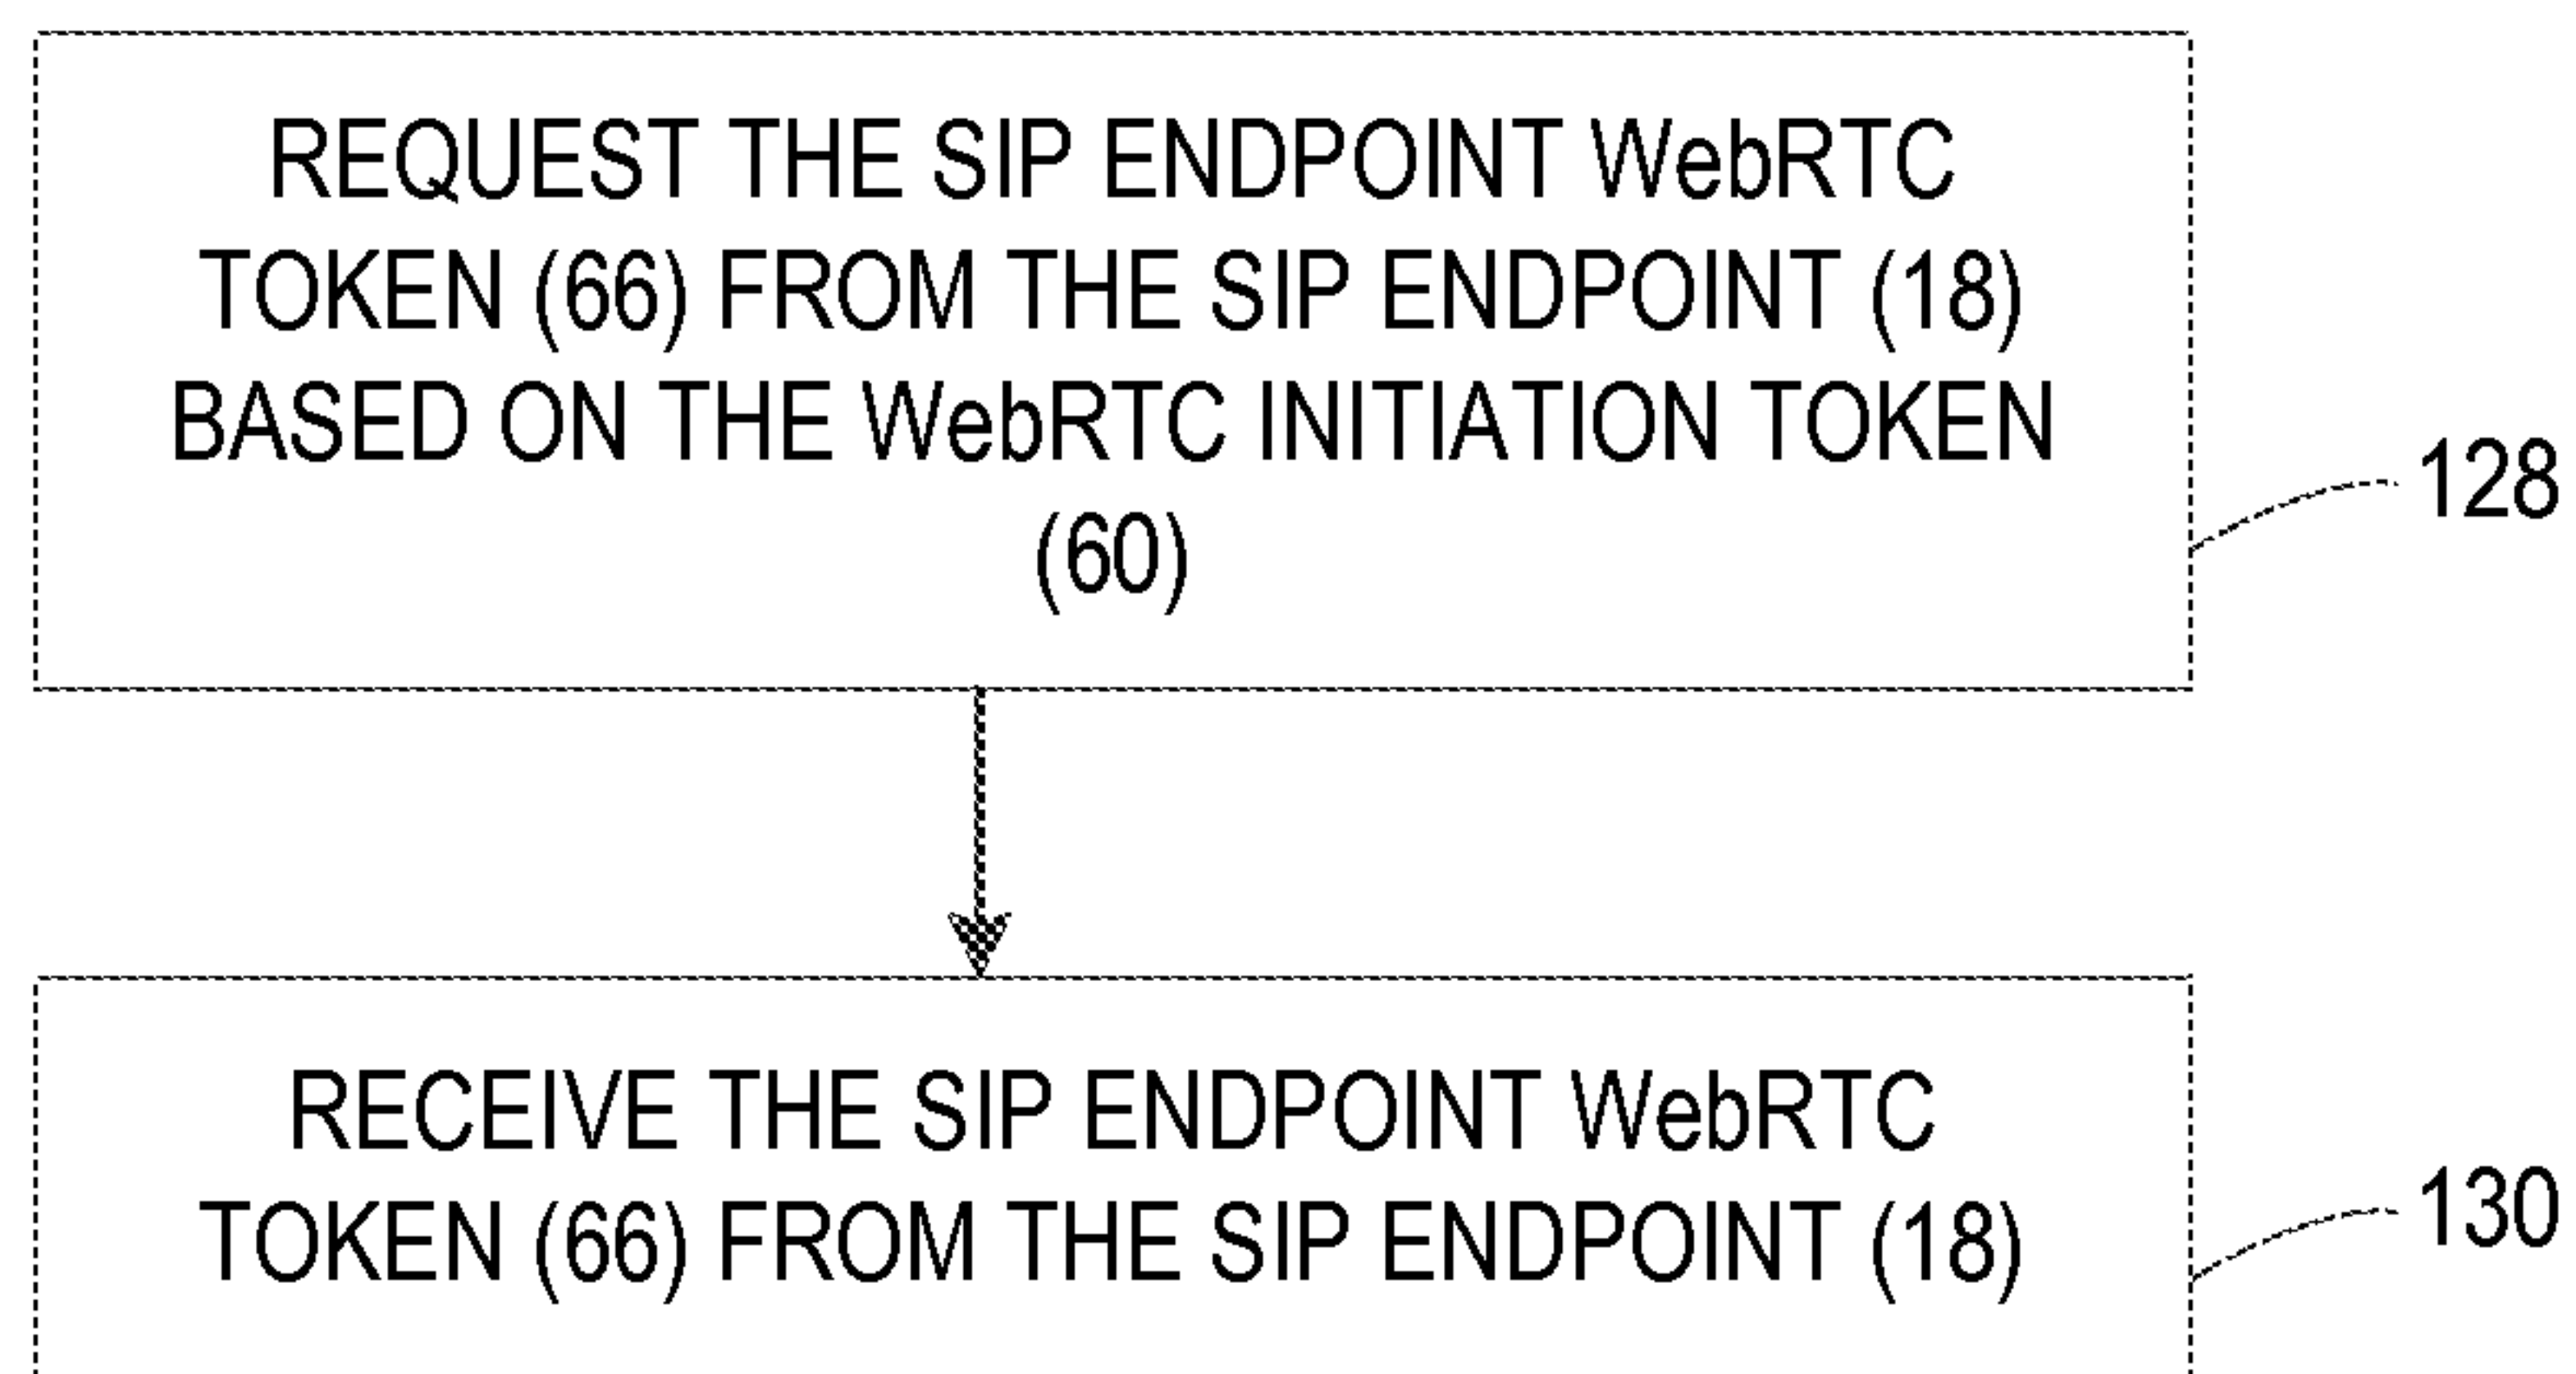 REQUEST THE SIP ENDPOINT WebRTC
TOKEN (66) FROM THE SIP ENDPOINT (18)
BASED ON THE WebRTC INITIATION TOKEN
(60)
128
RECEIVE THE SIP ENDPOINT WebRTC
TOKEN (66) FROM THE SIP ENDPOINT (18)
130